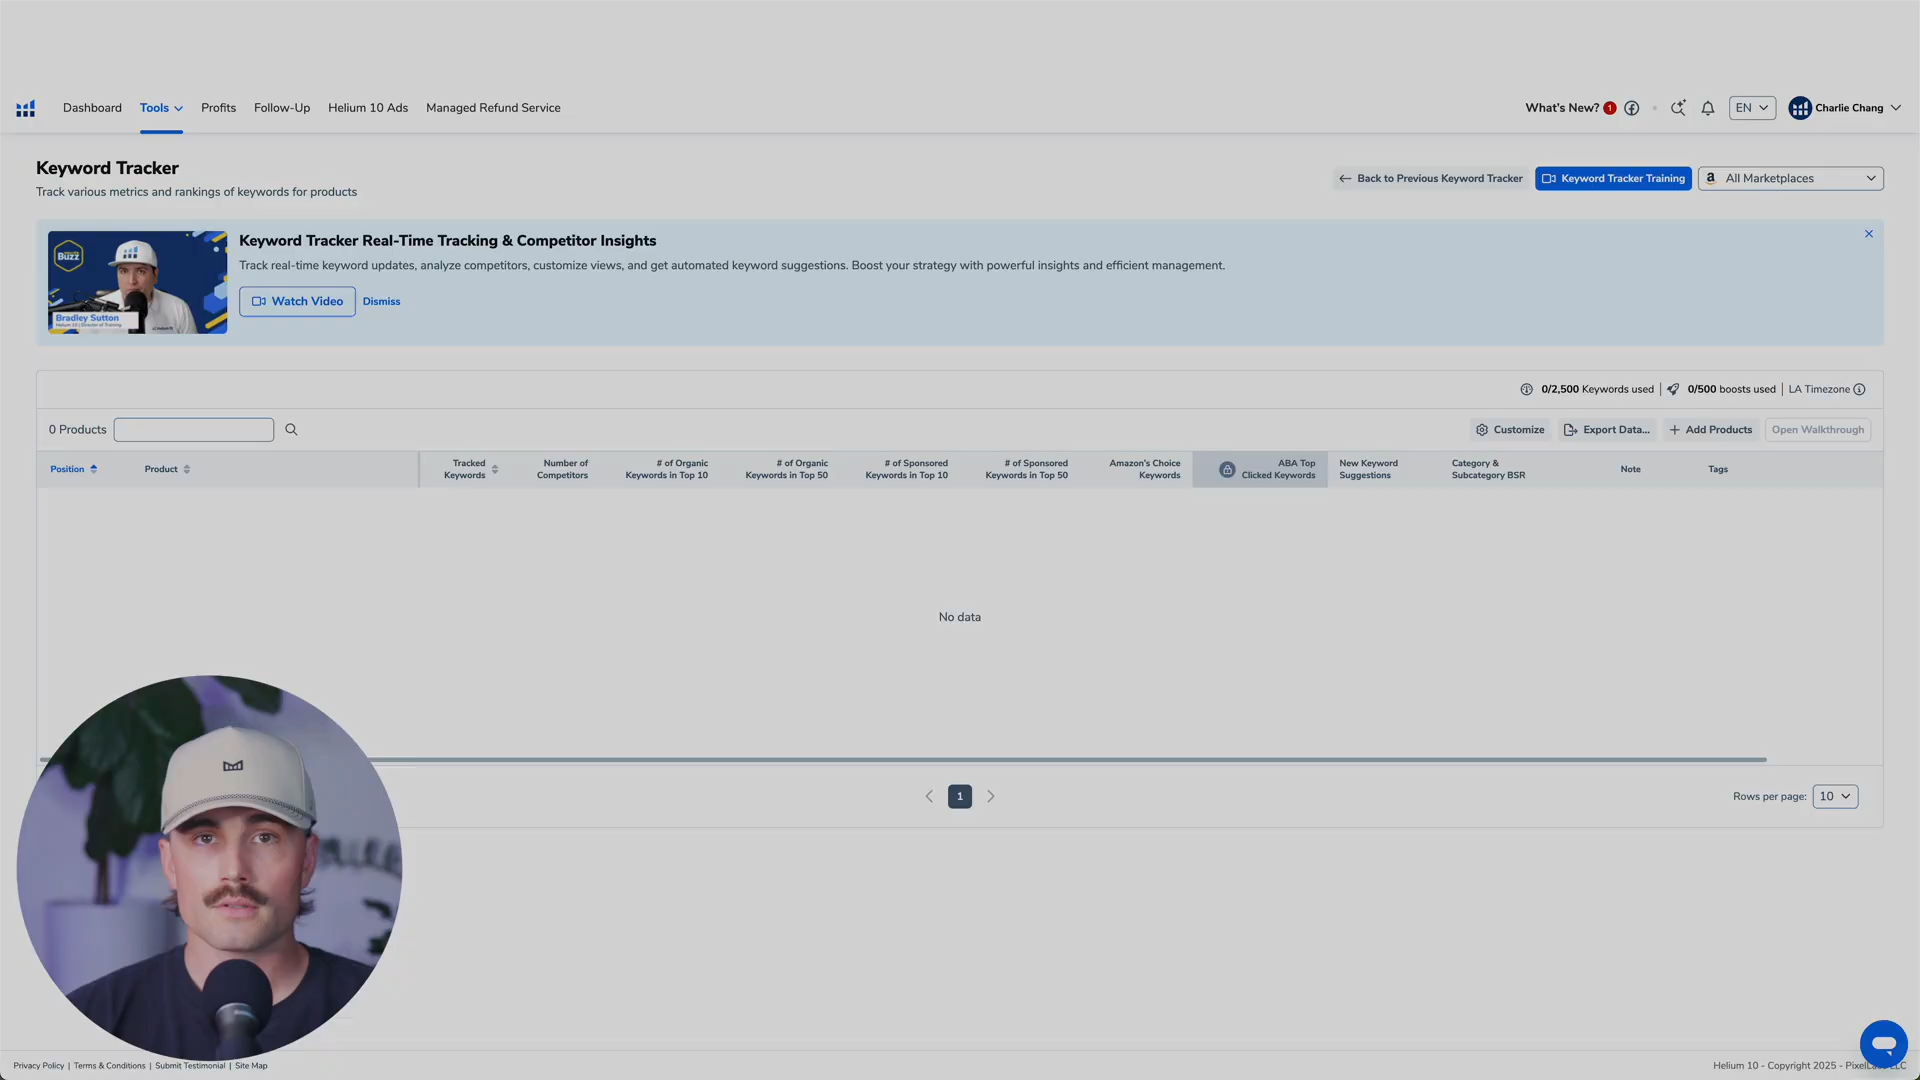 Dashboard
Tools
Profits
Follow-Up
Helium 10 Ads
Managed Refund Service
What's New? 1
EN
Charlie Chang
Keyword Tracker
Track various metrics and rankings of keywords for products
Back to Previous Keyword Tracker
Keyword Tracker Training
All Marketplaces
BUZZ
Bradley Sutton
Helium 10 | Director of Training
Keyword Tracker Real-Time Tracking & Competitor Insights
Track real-time keyword updates, analyze competitors, customize views, and get automated keyword suggestions. Boost your strategy with powerful insights and efficient management.
Watch Video
Dismiss
0/2,500 Keywords used
0/500 boosts used
LA Timezone
0 Products
Customize
Export Data...
+ Add Products
Open Walkthrough
Position
Product
Tracked
Keywords
Number of
Competitors
# of Organic
Keywords in Top 10
# of Organic
Keywords in Top 50
# of Sponsored
Keywords in Top 10
# of Sponsored
Keywords in Top 50
Amazon's Choice
Keywords
ABA Top
Clicked Keywords
New Keyword
Suggestions
Category &
Subcategory BSR
Note
Tags
No data
1
Rows per page: 10
Privacy Policy | Terms & Conditions | Submit Testimonial | Site Map
Helium 10 - Copyright 2025 -